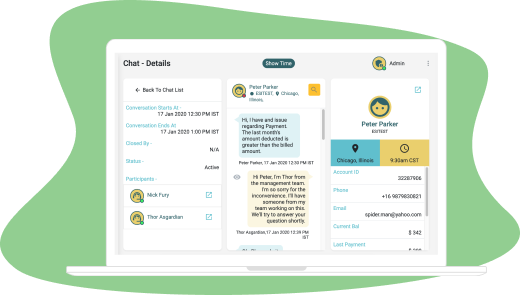 Chat - Details
Show Time
Admin
Back To Chat List
Conversation Starts At :
17 Jan 2020 12:30 PM IST
Conversation Ends At
17 Jan 2020 1:00 PM IST
Closed By -
N/A
Status -
Active
Participants -
Nick Fury
Thor Asgardian
Peter Parker
ESITEST, Chicago,
Illinois,
Hi, I have and issue
regarding Payment.
The last month's
amount deducted is
greater than the billed
amount.
Peter Parker, 17 Jan 2020 12:30 PM IST
Hi Peter, I'm Thor from
the management team.
I'm so sorry for the
inconvenience. I'll have
someone from my
team working on this.
We'll try to answer your
question shortly.
Thor Asgardian, 17 Jan 2020 12:39 PM
IST
Peter Parker
ESITEST
Chicago, Illinois
9:30am CST
Account ID
32287906
Phone
+16 9879830821
Email
spider.man@yahoo.com
Current Bal
$ 342
Last Payment